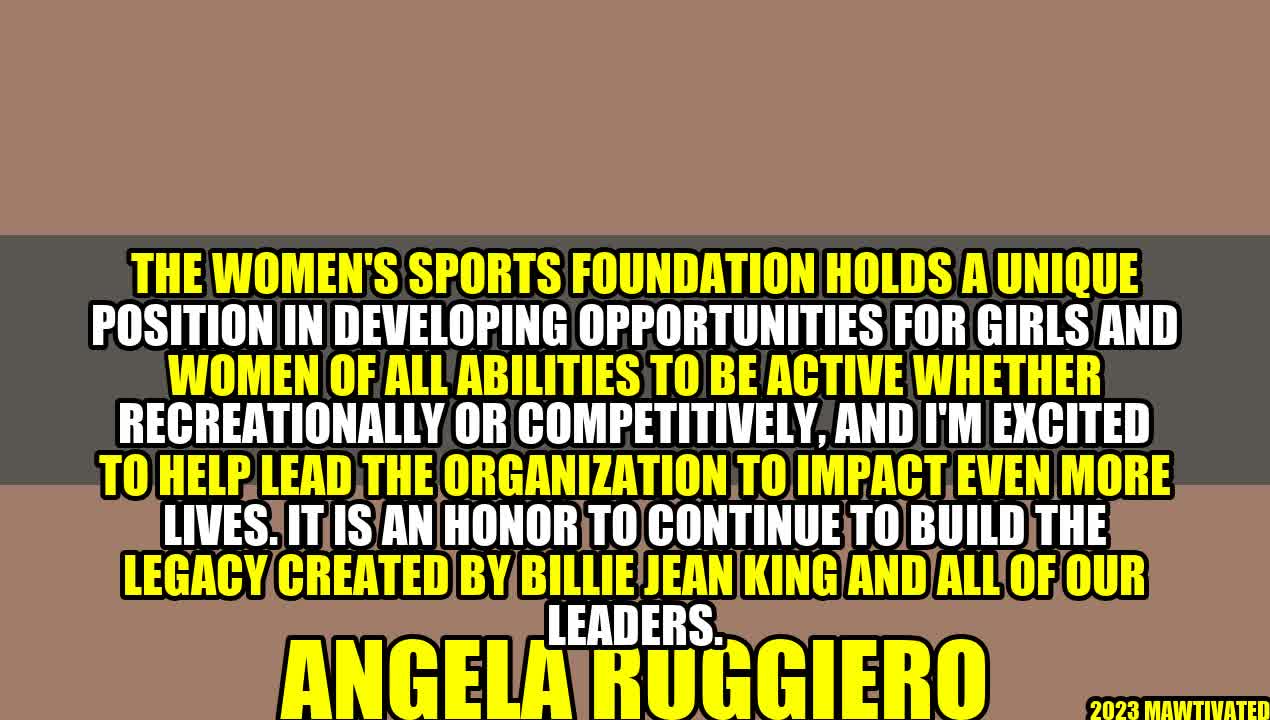 THE WOMEN'S SPORTS FOUNDATION HOLDS A UNIQUE
POSITION IN DEVELOPING OPPORTUNITIES FOR GIRLS AND
WOMEN OF ALL ABILITIES TO BE ACTIVE WHETHER
RECREATIONALLY OR COMPETITIVELY, AND I'M EXCITED
TO HELP LEAD THE ORGANIZATION TO IMPACT EVEN MORE
LIVES. IT IS AN HONOR TO CONTINUE TO BUILD THE
LEGACY CREATED BY BILLIE JEAN KING AND ALL OF OUR
LEADERS.
ANGELA RUGGIERO
2023 MAWTIVATED